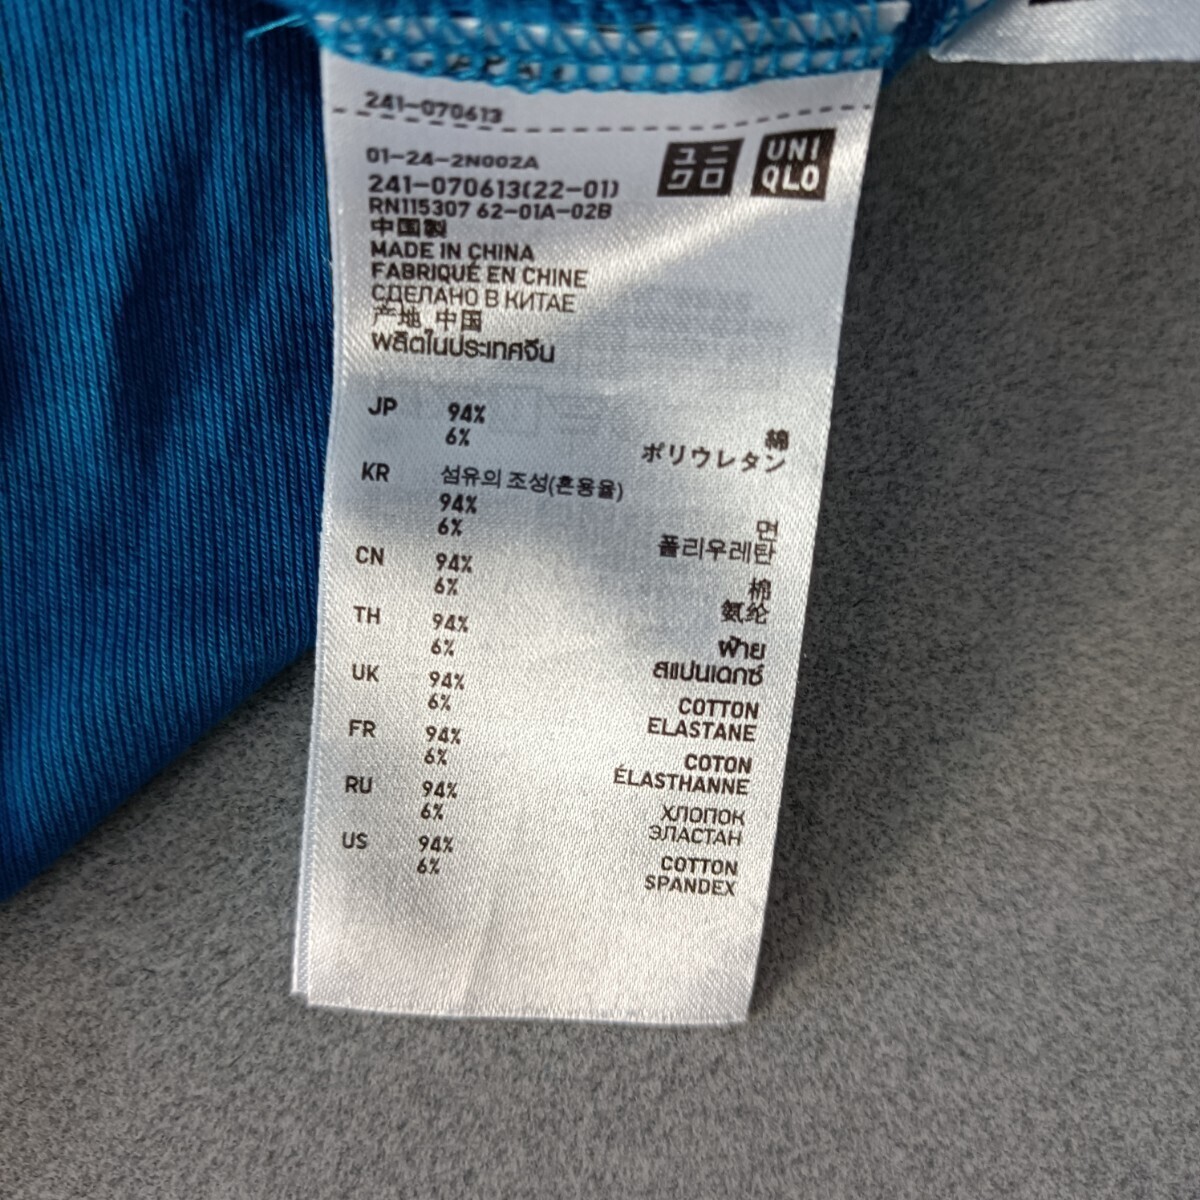 241-070613
ユニクロ
UNIQLO
01-24-2N002A
241-070613(22-01)
RN115307 62-01A-02B
中国製
MADE IN CHINA
FABRIQUÉ EN CHINE
СДЕЛАНО В КИТАЕ
产地 中国
ผลิตในประเทศจีน
JP 94% 綿
6% ポリウレタン
KR 섬유의 조성(혼용율)
94% 면
6% 폴리우레탄
CN 94% 棉
6% 氨纶
TH 94% ฝ้าย
6% สแปนเดกซ์
UK 94% COTTON
6% ELASTANE
FR 94% COTON
6% ÉLASTHANNE
RU 94% ХЛОПОК
6% ЭЛАСТАН
US 94% COTTON
6% SPANDEX